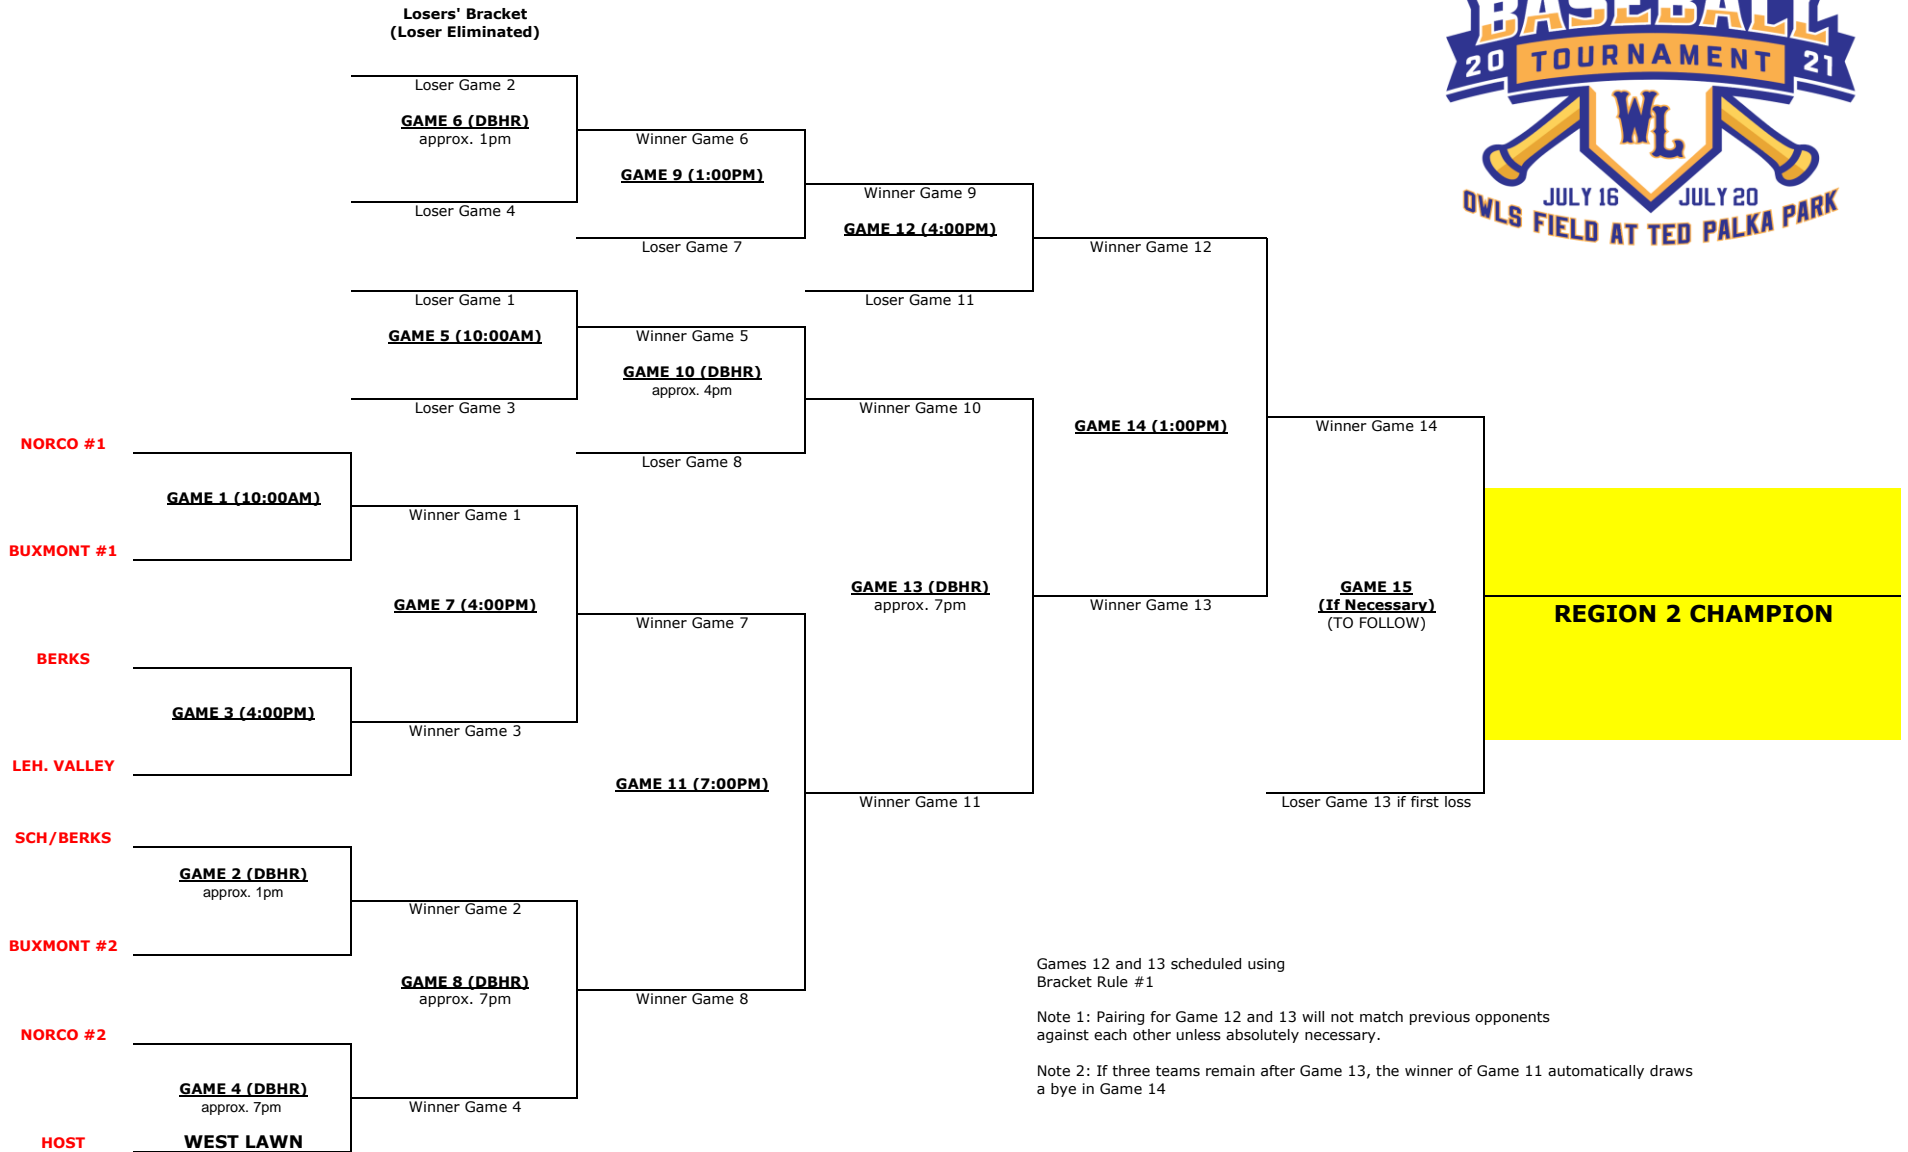 Losers' Bracket
(Loser Eliminated)
BASEBALL
20 TOURNAMENT 21
WL
JULY 16 JULY 20
OWLS FIELD AT TED PALKA PARK
Loser Game 2
GAME 6 (DBHR)
approx. 1pm
Loser Game 4
Winner Game 6
GAME 9 (1:00PM)
Loser Game 7
Winner Game 9
GAME 12 (4:00PM)
Loser Game 11
Winner Game 12
Loser Game 1
GAME 5 (10:00AM)
Loser Game 3
Winner Game 5
GAME 10 (DBHR)
approx. 4pm
Loser Game 8
Winner Game 10
GAME 14 (1:00PM)
Winner Game 14
NORCO #1
GAME 1 (10:00AM)
BUXMONT #1
Winner Game 1
GAME 7 (4:00PM)
Winner Game 3
BERKS
GAME 3 (4:00PM)
LEH. VALLEY
Winner Game 7
GAME 11 (7:00PM)
Winner Game 8
GAME 13 (DBHR)
approx. 7pm
Winner Game 11
Winner Game 13
GAME 15
(If Necessary)
(TO FOLLOW)
Loser Game 13 if first loss
REGION 2 CHAMPION
SCH/BERKS
GAME 2 (DBHR)
approx. 1pm
BUXMONT #2
Winner Game 2
GAME 8 (DBHR)
approx. 7pm
Winner Game 4
NORCO #2
GAME 4 (DBHR)
approx. 7pm
HOST
WEST LAWN
Games 12 and 13 scheduled using
Bracket Rule #1
Note 1: Pairing for Game 12 and 13 will not match previous opponents
against each other unless absolutely necessary.
Note 2: If three teams remain after Game 13, the winner of Game 11 automatically draws
a bye in Game 14